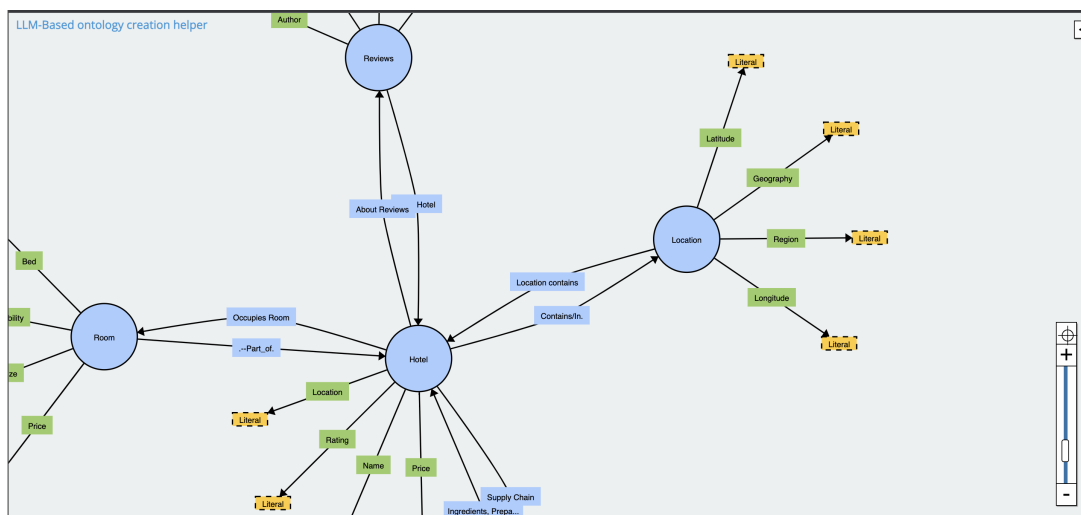 LLM-Based ontology creation helper
Author
Reviews
Literal
Latitude
Literal
Geography
About Reviews
Hotel
Location
Region
Literal
Bed
Location contains
Longitude
bility
Occupies Room
Contains/In.
Room
.--Part_of.
Hotel
Literal
ze
Location
Literal
Price
Rating
Name
Price
Literal
Supply Chain
Ingredients, Prepa...
+
-